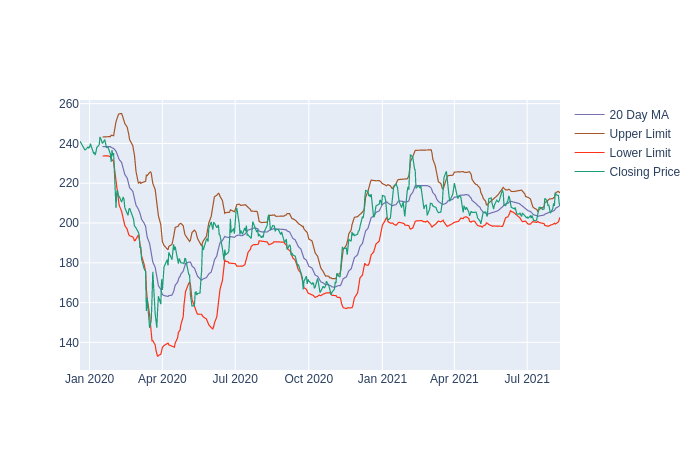 260
240
220
200
180
160
140
Jan 2020
Apr 2020
Jul 2020
Oct 2020
Jan 2021
Apr 2021
Jul 2021
20 Day MA
Upper Limit
Lower Limit
Closing Price